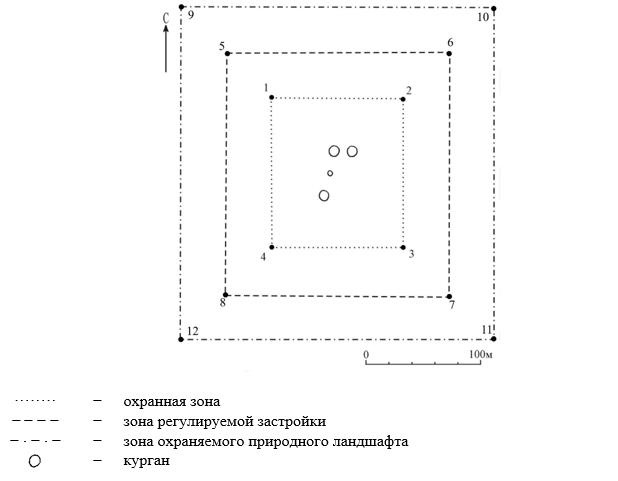 С
9
10
5
6
1
2
4
3
8
7
12
11
0 100м
– охранная зона
– зона регулируемой застройки
– зона охраняемого природного ландшафта
– курган